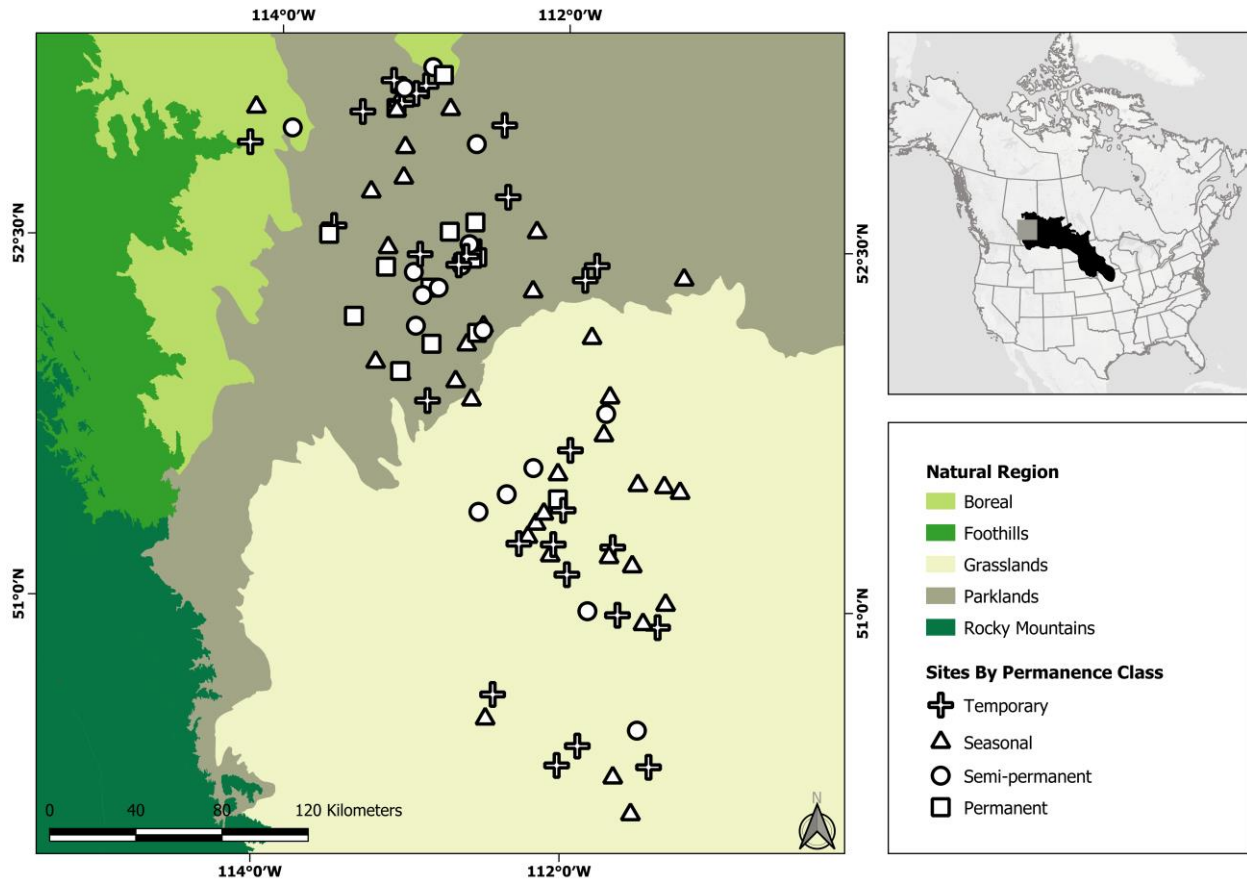 114°0'W
112°0'W
52°30'N
52°30'N
51°0'N
51°0'N
0
40
80
120 Kilometers
N
114°0'W
112°0'W
Natural Region
Boreal
Foothills
Grasslands
Parklands
Rocky Mountains
Sites By Permanence Class
Temporary
Seasonal
Semi-permanent
Permanent